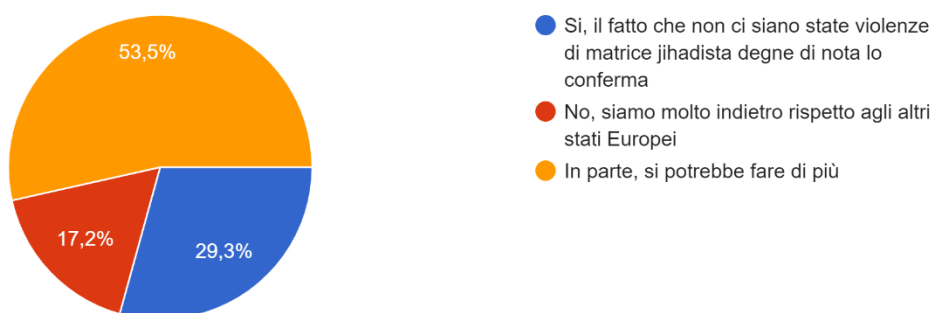 53,5%
17,2%
29,3%
Si, il fatto che non ci siano state violenze
di matrice jihadista degne di nota lo
conferma
No, siamo molto indietro rispetto agli altri
stati Europei
In parte, si potrebbe fare di più